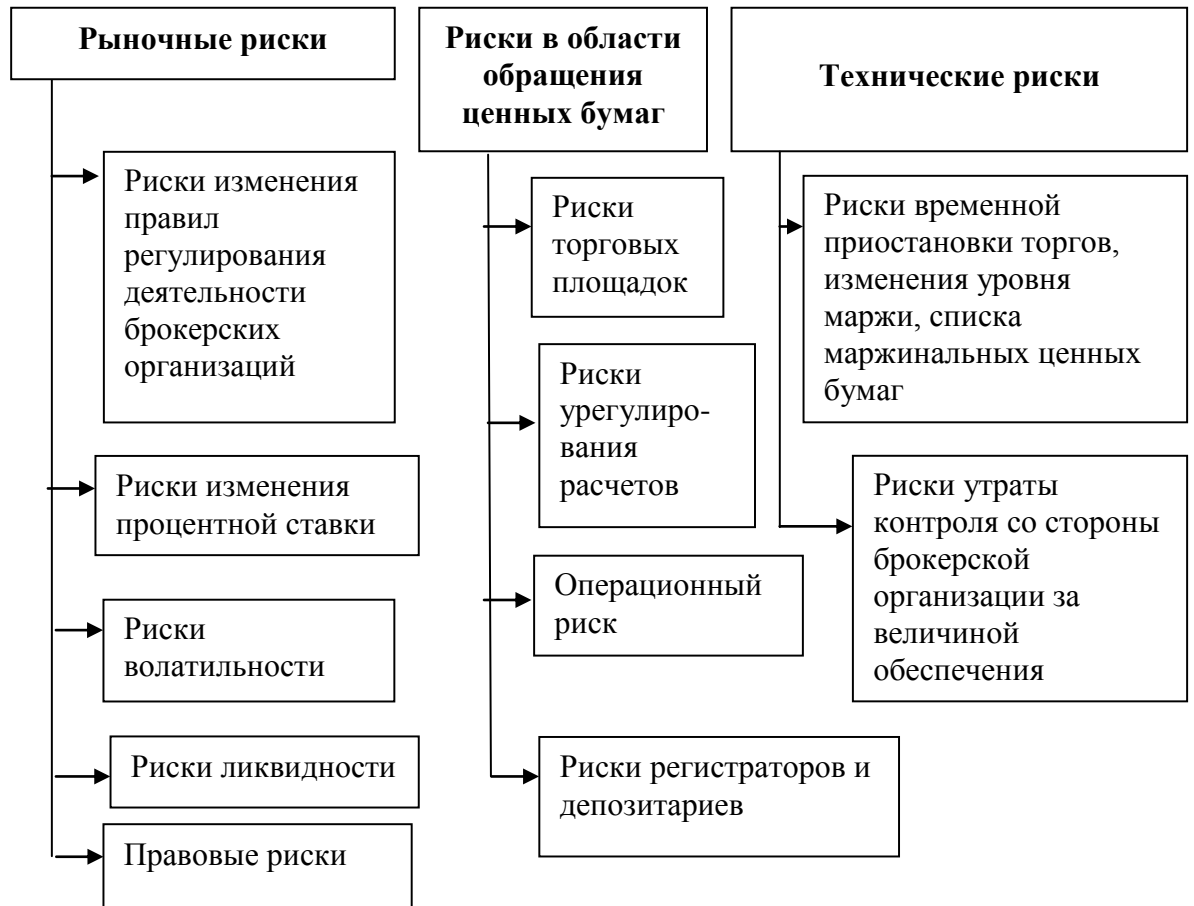 Рыночные риски
Риски изменения
правил
регулирования
деятельности
брокерских
организаций
Риски изменения
процентной ставки
Риски
волатильности
Риски ликвидности
Правовые риски
Риски в области
обращения
ценных бумаг
Риски
торговых
площадок
Риски
урегулиро-
вания
расчетов
Операционный
риск
Риски регистраторов и
депозитариев
Технические риски
Риски временной
приостановки торгов,
изменения уровня
маржи, списка
маржинальных ценных
бумаг
Риски утраты
контроля со стороны
брокерской
организации за
величиной
обеспечения